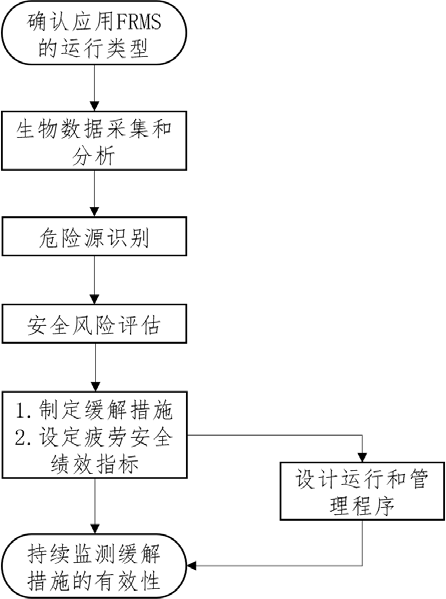 确认应用FRMS
的运行类型
生物数据采集和
分析
危险源识别
安全风险评估
1.制定缓解措施
2.设定疲劳安全
绩效指标
设计运行和管
理程序
持续监测缓解
措施的有效性